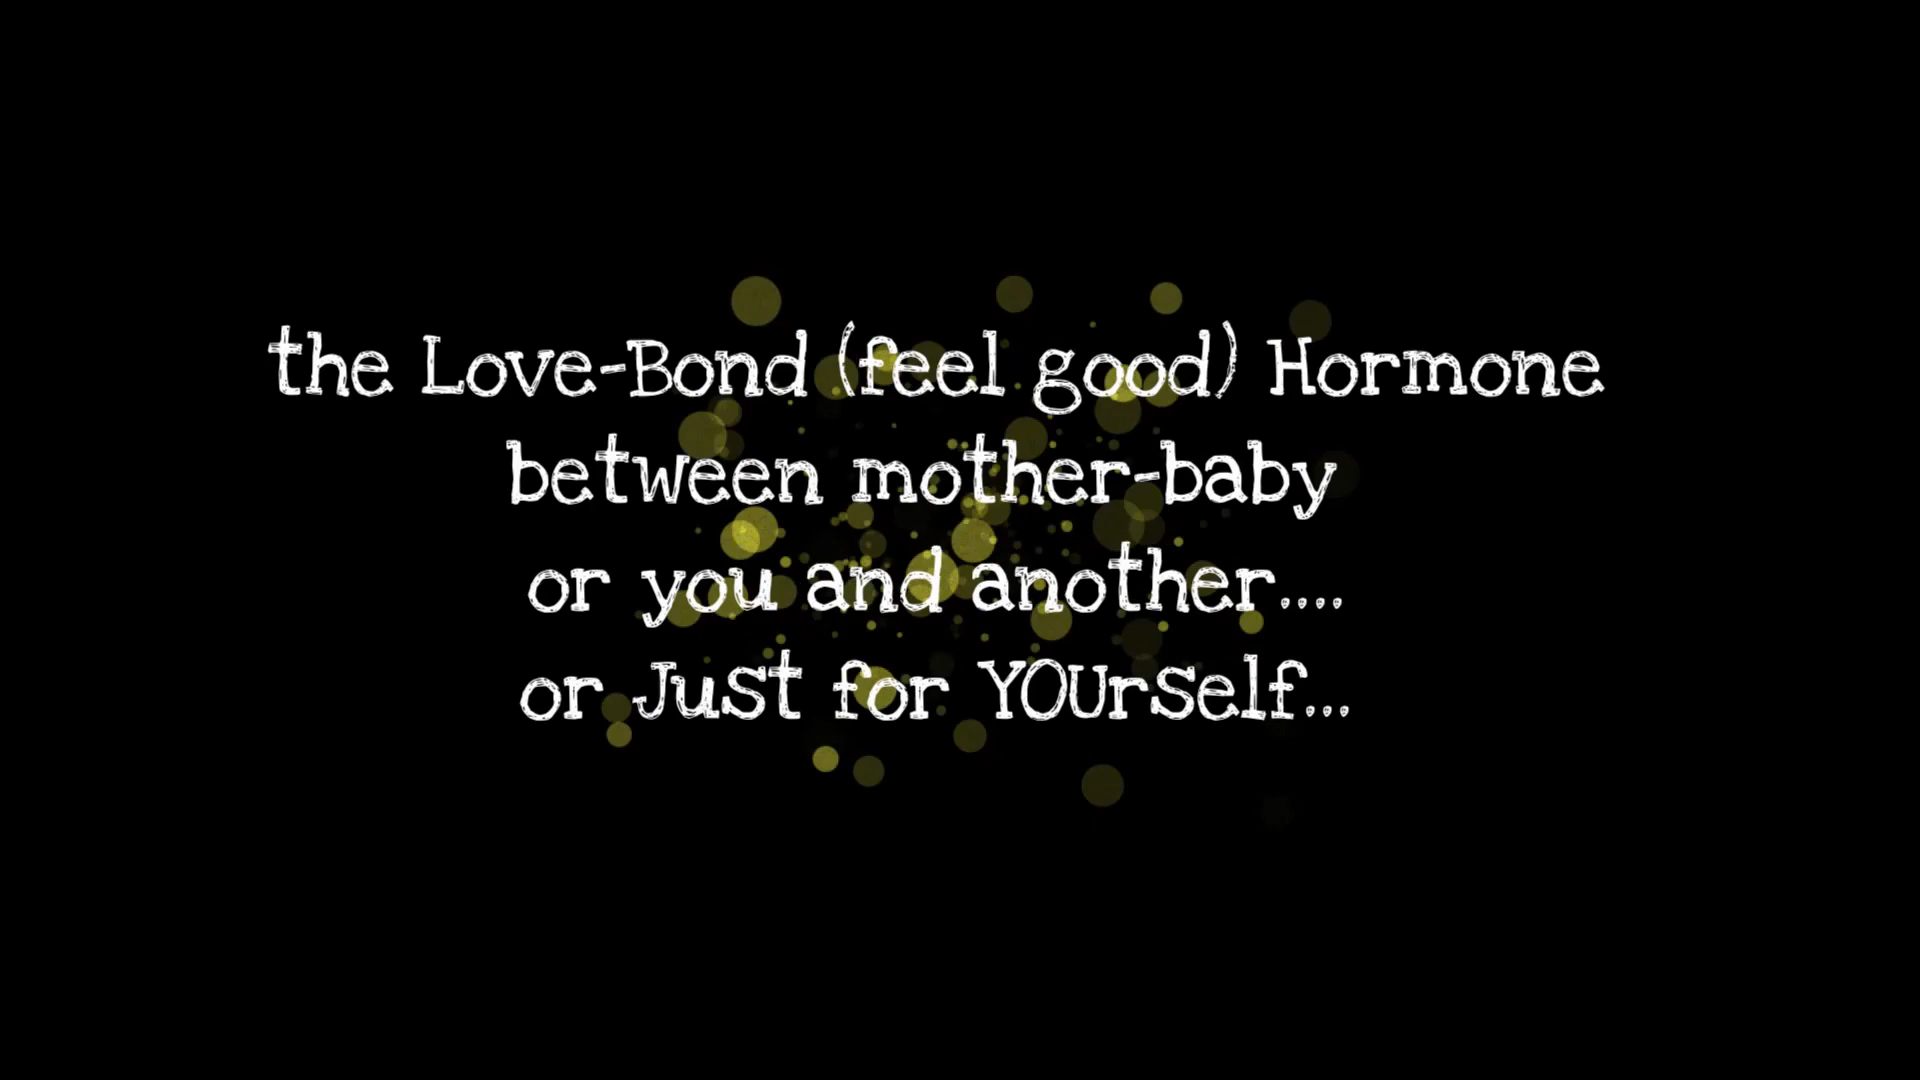 the Love-Bond (feel good) Hormone
between mother-baby
or you and another....
or Just for YOUrself...